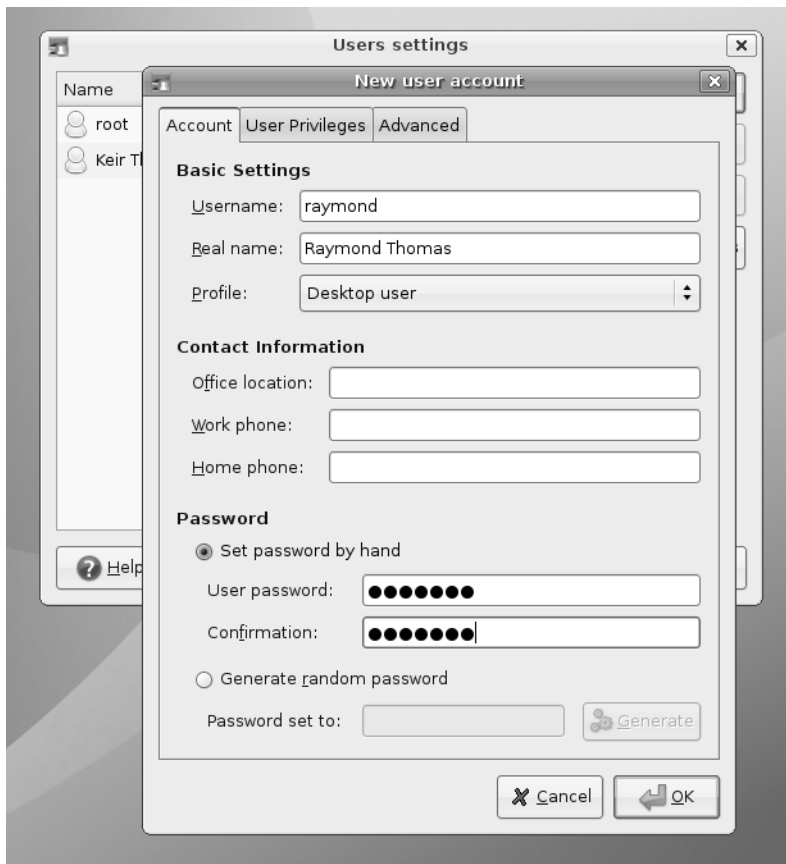 Users settings
New user account
Name
root
Keir
Account User Privileges Advanced
Basic Settings
Username: raymond
Real name: Raymond Thomas
Profile: Desktop user
Contact Information
Office location:
Work phone:
Home phone:
Password
Set password by hand
User password: ●●●●●●●
Confirmation: ●●●●●●●
Generate random password
Password set to: Generate
Help
Cancel OK